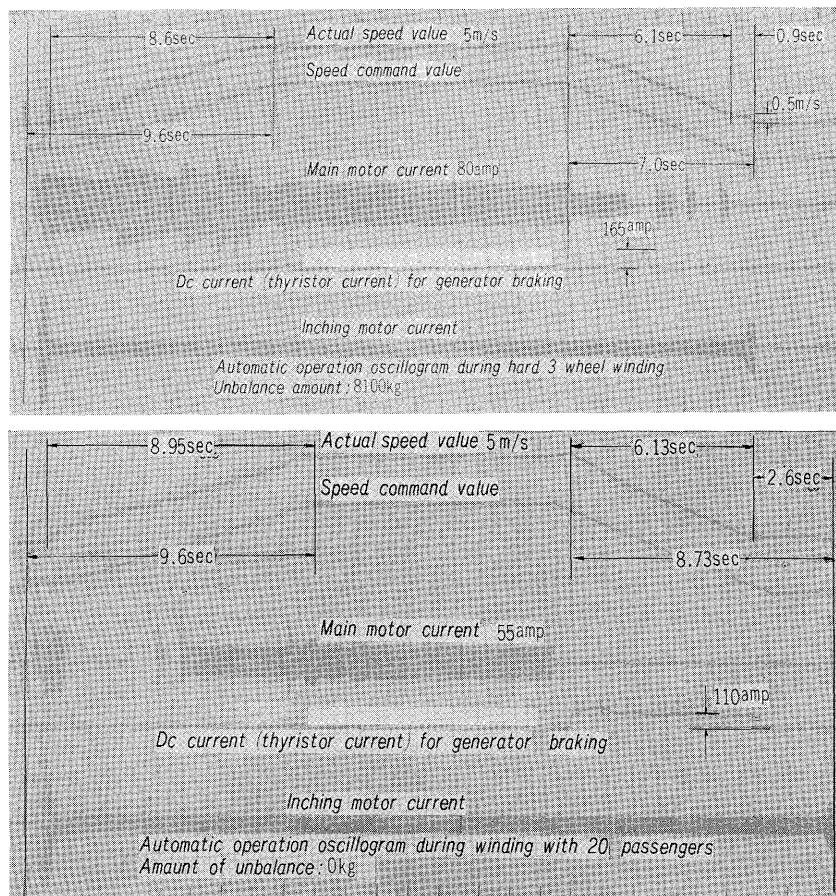 8.6sec
Actual speed value 5m/s
6.1sec
0.9sec
Speed command value
0.5m/s
9.6sec
Main motor current 80amp
7.0sec
165amp
Dc current (thyristor current) for generator braking
Inching motor current
Automatic operation oscillogram during hard 3 wheel winding
Unbalance amount: 8100kg
8.95sec
Actual speed value 5m/s
6.13sec
2.6sec
Speed command value
9.6sec
8.73sec
Main motor current 55amp
110amp
Dc current (thyristor current) for generator braking
Inching motor current
Automatic operation oscillogram during winding with 20 passengers
Amaunt of unbalance: 0kg